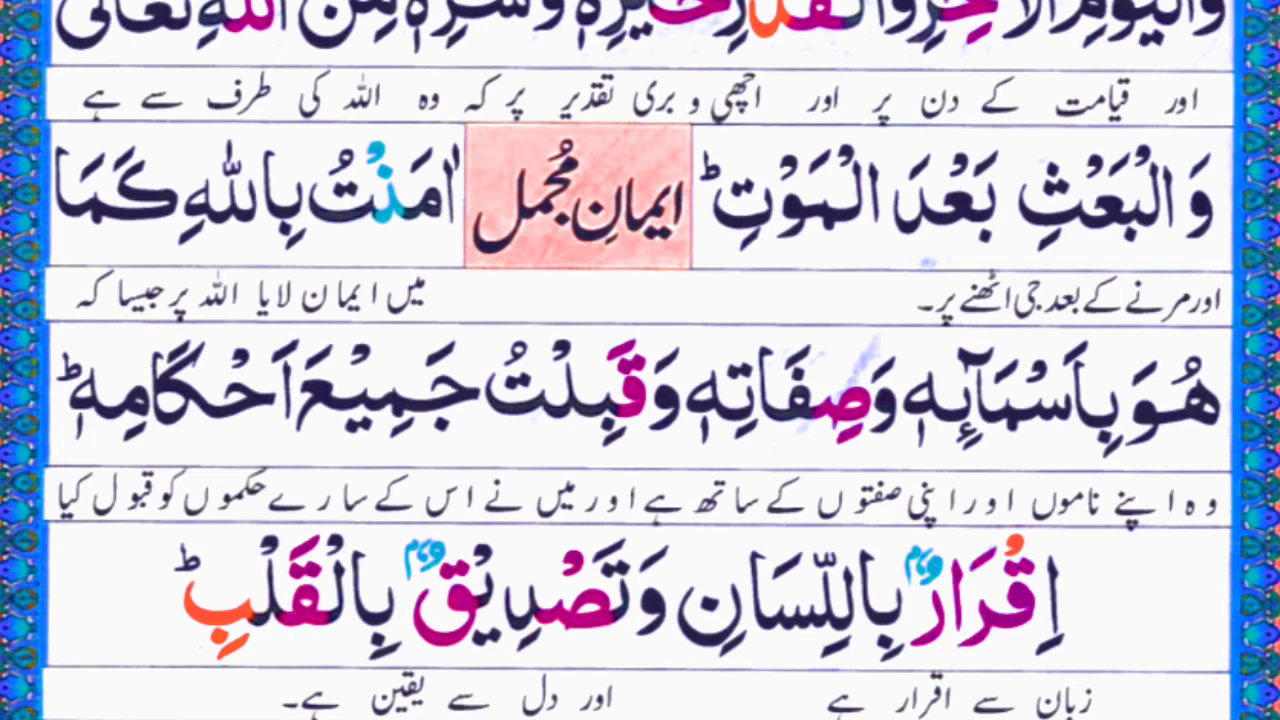 وَالْيَوْمِ الْاٰخِرِ وَالْقَدْرِ خَيْرِهٖ وَشَرِّهٖ مِنَ اللّٰهِ تَعَالٰى
اور قیامت کے دن پر اور اچھی و بری تقدیر پر کہ وہ اللہ کی طرف سے ہے
وَ الْبَعْثِ بَعْدَ الْمَوْتِ ؕ ایمانِ مُجمل اٰمَنْتُ بِاللّٰهِ كَمَا
اور مرنے کے بعد جی اٹھنے پر۔ میں ایمان لایا اللہ پر جیسا کہ
هُوَ بِاَسْمَآئِهٖ وَصِفَاتِهٖ وَقَبِلْتُ جَمِيْعَ اَحْكَامِهٖ ؕ
وہ اپنے ناموں اور اپنی صفتوں کے ساتھ ہے اور میں نے اس کے سارے حکموں کو قبول کیا
اِقْرَارٌۢ بِاللِّسَانِ وَتَصْدِيْقٌۢ بِالْقَلْبِ ؕ
زبان سے اقرار ہے اور دل سے یقین ہے۔